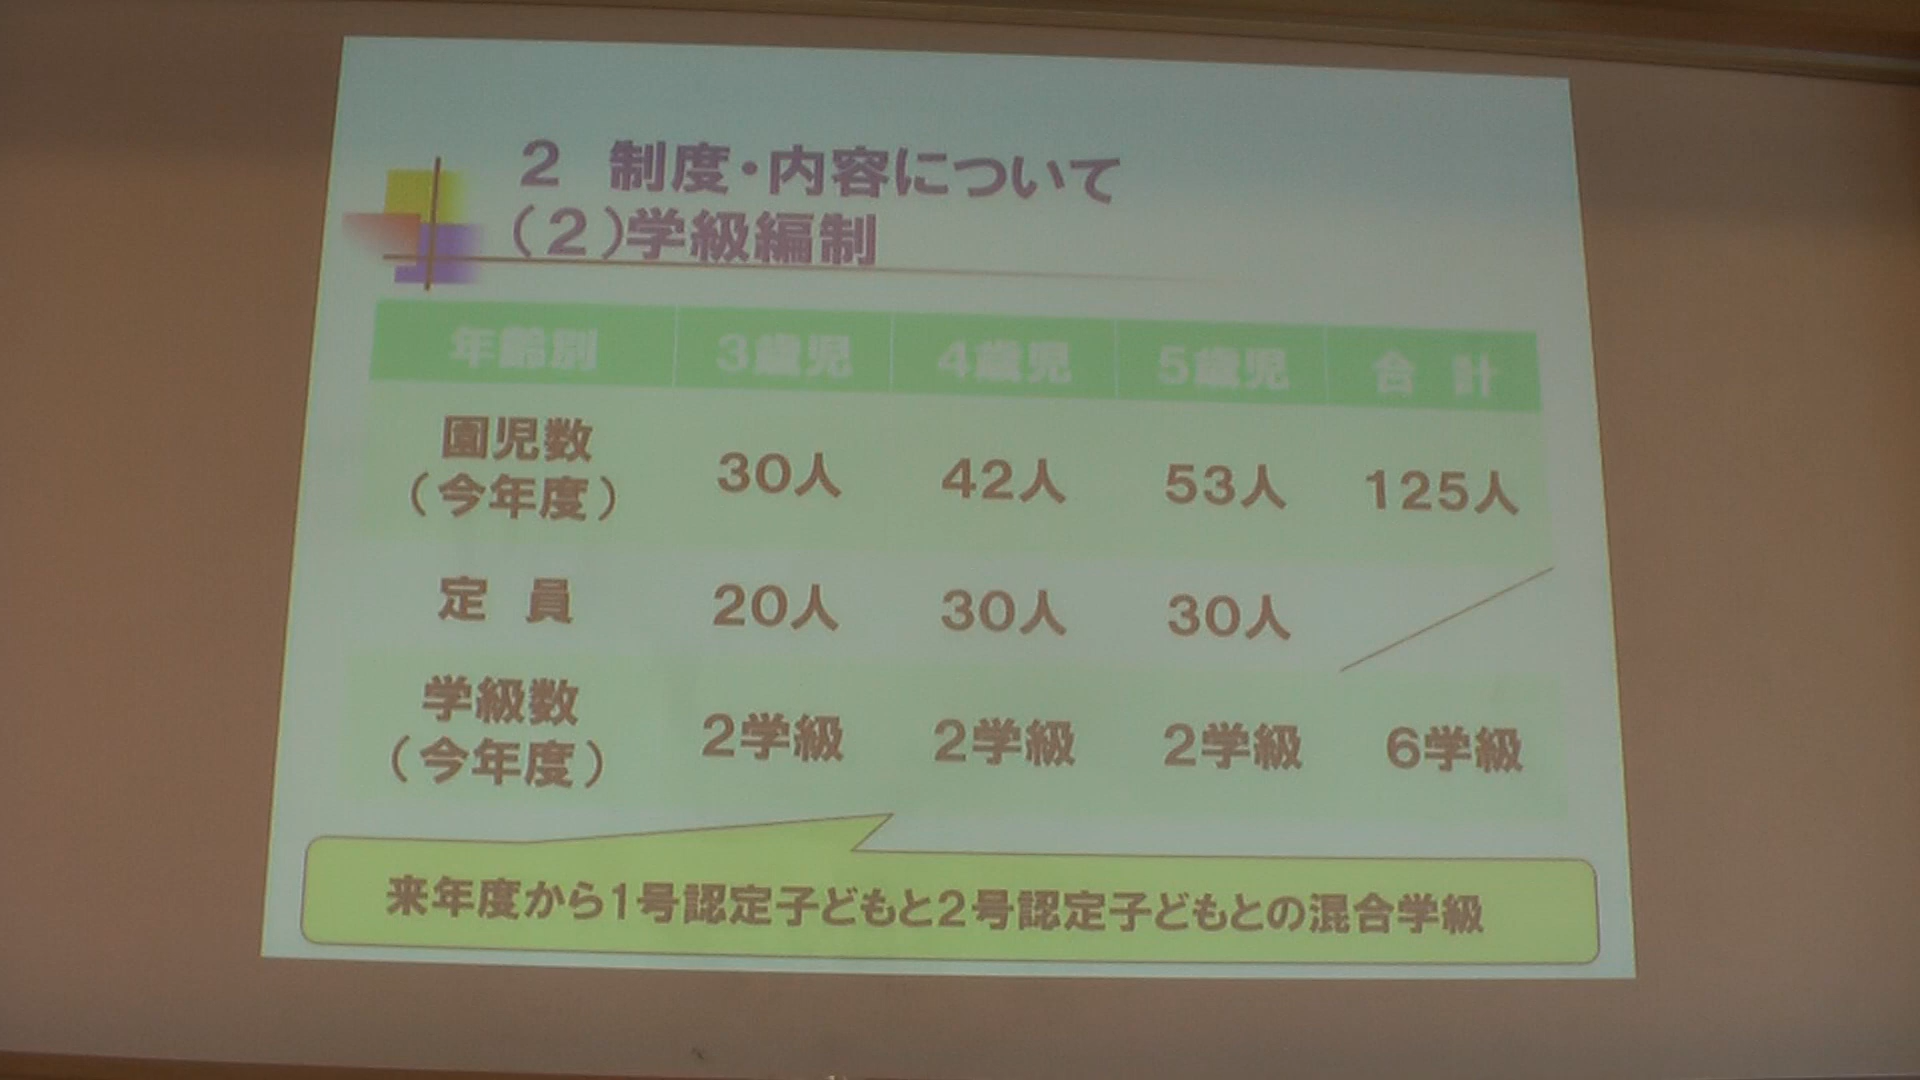 2　制度・内容について
(2)学級編制
年齢別　3歳児　4歳児　5歳児　合　計
園児数
(今年度)　30人　42人　53人　125人
定　員　20人　30人　30人
学級数
(今年度)　2学級　2学級　2学級　6学級
来年度から1号認定子どもと2号認定子どもとの混合学級